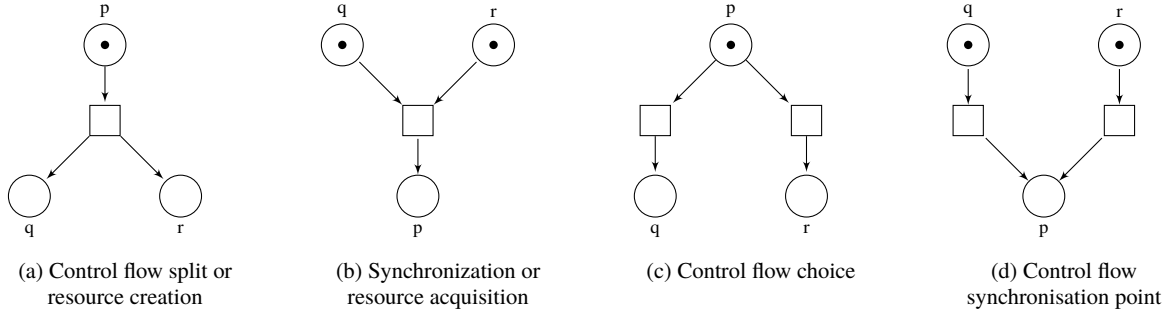 p
q
r
p
q
r
q
r
p
q
r
q
r
p
(a) Control flow split or
resource creation
(b) Synchronization or
resource acquisition
(c) Control flow choice
(d) Control flow
synchronisation point